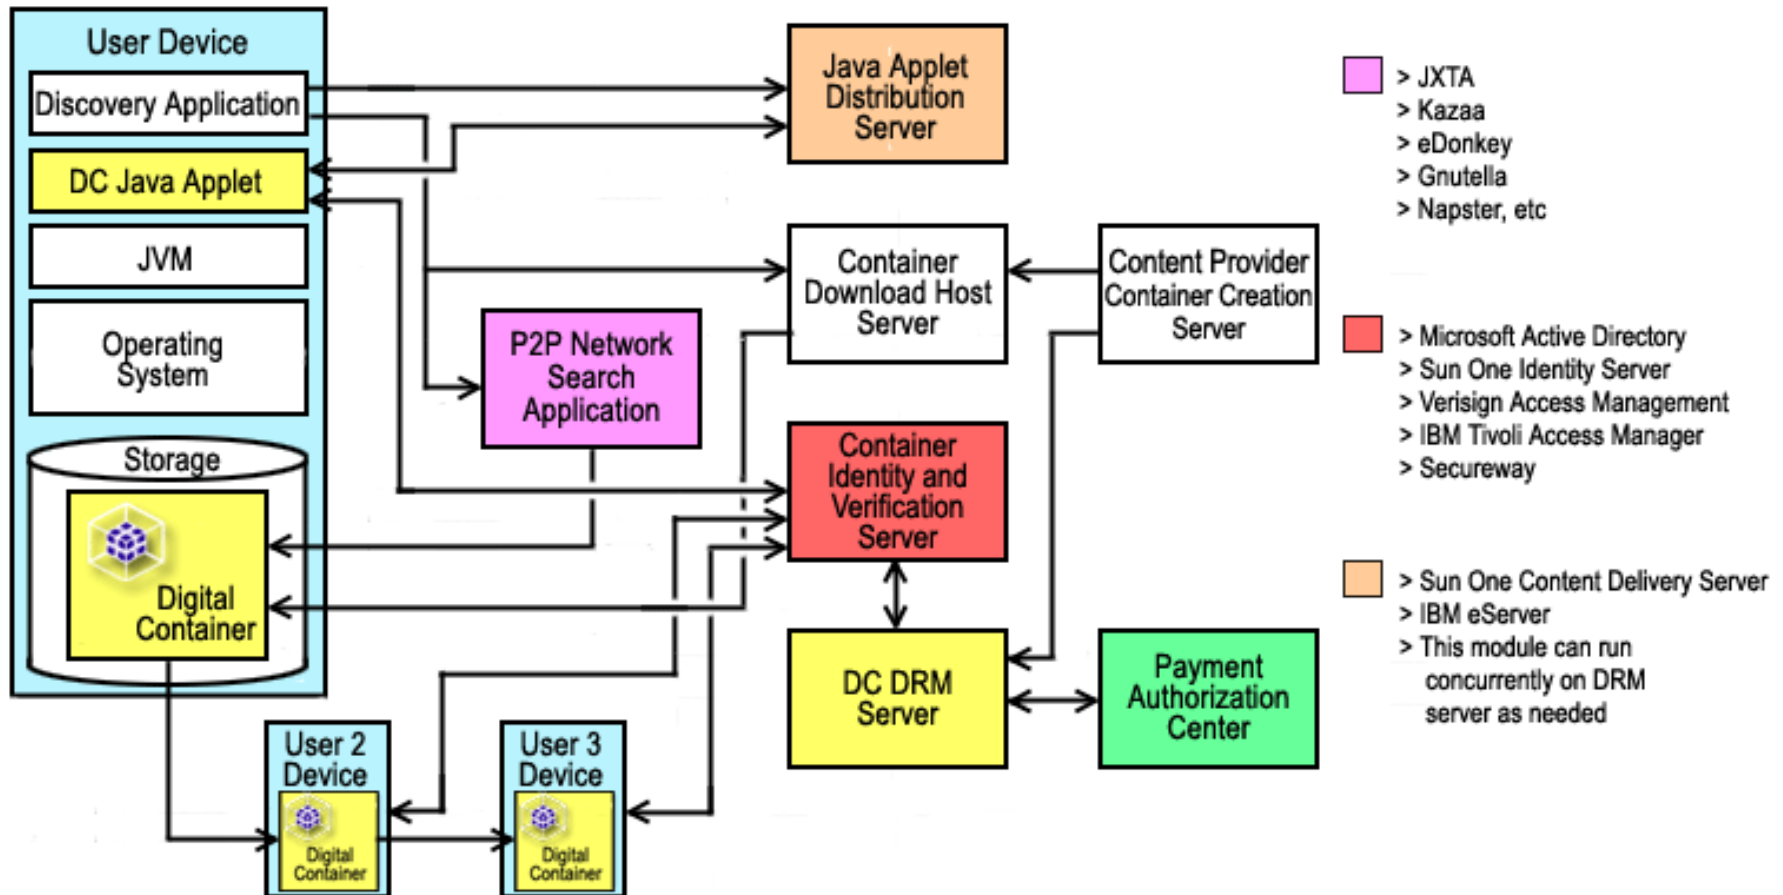 User Device
Discovery Application
DC Java Applet
JVM
Operating
System
Storage
Digital
Container
User 2
Device
Digital
Container
User 3
Device
Digital
Container
P2P Network
Search
Application
Java Applet
Distribution
Server
Container
Download Host
Server
Content Provider
Container Creation
Server
Container
Identity and
Verification
Server
DC DRM
Server
Payment
Authorization
Center
> JXTA
> Kazaa
> eDonkey
> Gnutella
> Napster, etc
> Microsoft Active Directory
> Sun One Identity Server
> Verisign Access Management
> IBM Tivoli Access Manager
> Secureway
> Sun One Content Delivery Server
> IBM eServer
> This module can run
concurrently on DRM
server as needed